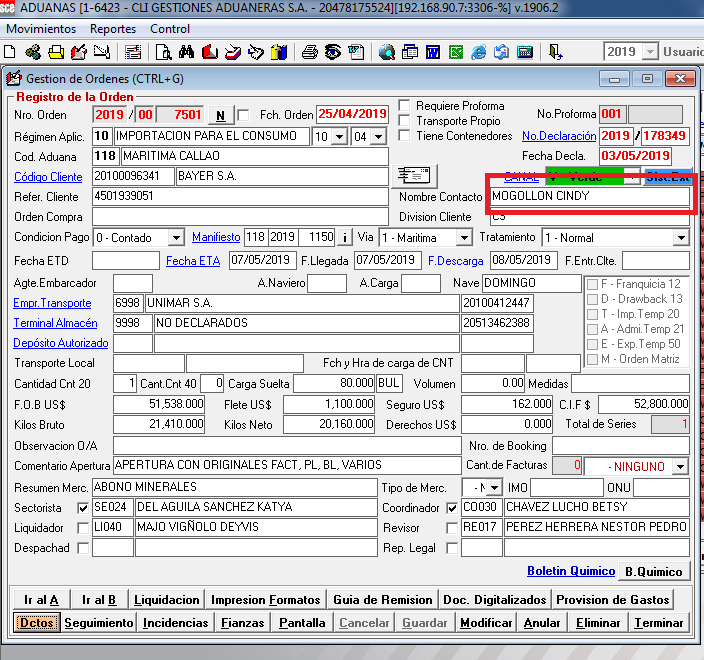 ADUANAS [1-6423 - CLI GESTIONES ADUANERAS S.A. - 20478175524][192.168.90.7:3306-%] v.1906.2
Movimientos Reportes Control
2019 Usuario
Gestion de Ordenes (CTRL+G)
Registro de la Orden
Nro. Orden 2019 / 00 7501 N Fch. Orden 25/04/2019 Requiere Proforma No.Proforma 001
Transporte Propio
Régimen Aplic. 10 IMPORTACION PARA EL CONSUMO 10 04 Tiene Contenedores No.Declaración 2019 / 178349
Cod. Aduana 118 MARITIMA CALLAO Fecha Decla. 03/05/2019
Código Cliente 20100096341 BAYER S.A. CANAL V - Verde Sist.Ext
Refer. Cliente 4501939051 Nombre Contacto MOGOLLON CINDY
Orden Compra Division Cliente CS
Condicion Pago 0 - Contado Manifiesto 118 2019 1150 i Via 1 - Maritima Tratamiento 1 - Normal
Fecha ETD Fecha ETA 07/05/2019 F.Llegada 07/05/2019 F.Descarga 08/05/2019 F.Entr.Clte.
Agte.Embarcador A.Naviero A.Carga Nave DOMINGO F - Franquicia 12
Empr.Transporte 6998 UNIMAR S.A. 20100412447 D - Drawback 13
T - Imp.Temp 20
Terminal Almacén 9998 NO DECLARADOS 20513462388 A - Admi.Temp 21
Depósito Autorizado E - Exp.Temp 50
Transporte Local Fch y Hra de carga de CNT M - Orden Matriz
Cantidad Cnt 20 1 Cant.Cnt 40 0 Carga Suelta 80.000 BUL Volumen 0.00 Medidas
F.O.B US$ 51,538.000 Flete US$ 1,100.000 Seguro US$ 162.000 C.I.F $ 52,800.000
Kilos Bruto 21,410.000 Kilos Neto 20,160.000 Derechos US$ 0.000 Total de Series 1
Observacion O/A Nro. de Booking
Comentario Apertura APERTURA CON ORIGINALES FACT, PL, BL, VARIOS Cant.de Facturas 0 - NINGUNO
Resumen Merc. ABONO MINERALES Tipo de Merc. IMO ONU
Sectorista SE024 DEL AGUILA SANCHEZ KATYA Coordinador CO030 CHAVEZ LUCHO BETSY
Liquidador LI040 MAJO VIGÑOLO DEYVIS Revisor RE017 PEREZ HERRERA NESTOR PEDRO
Despachad Rep. Legal
Boletin Quimico B.Quimico
Ir al A Ir al B Liquidacion Impresion Formatos Guia de Remision Doc. Digitalizados Provision de Gastos
Dctos Seguimiento Incidencias Fianzas Pantalla Cancelar Guardar Modificar Anular Eliminar Terminar